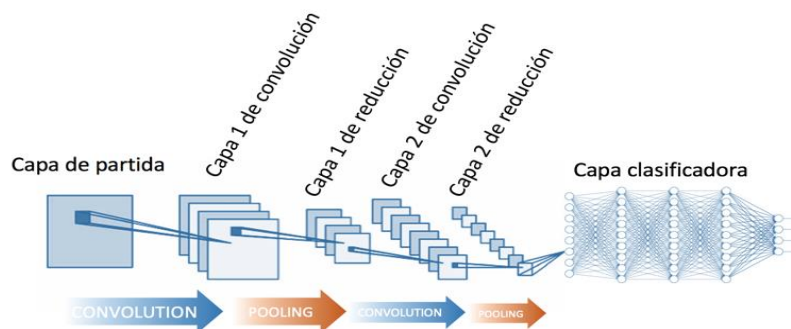 Capa de partida
Capa 1 de convolución
Capa 1 de reducción
Capa 2 de convolución
Capa 2 de reducción
Capa clasificadora
CONVOLUTION
POOLING
CONVOLUTION
POOLING